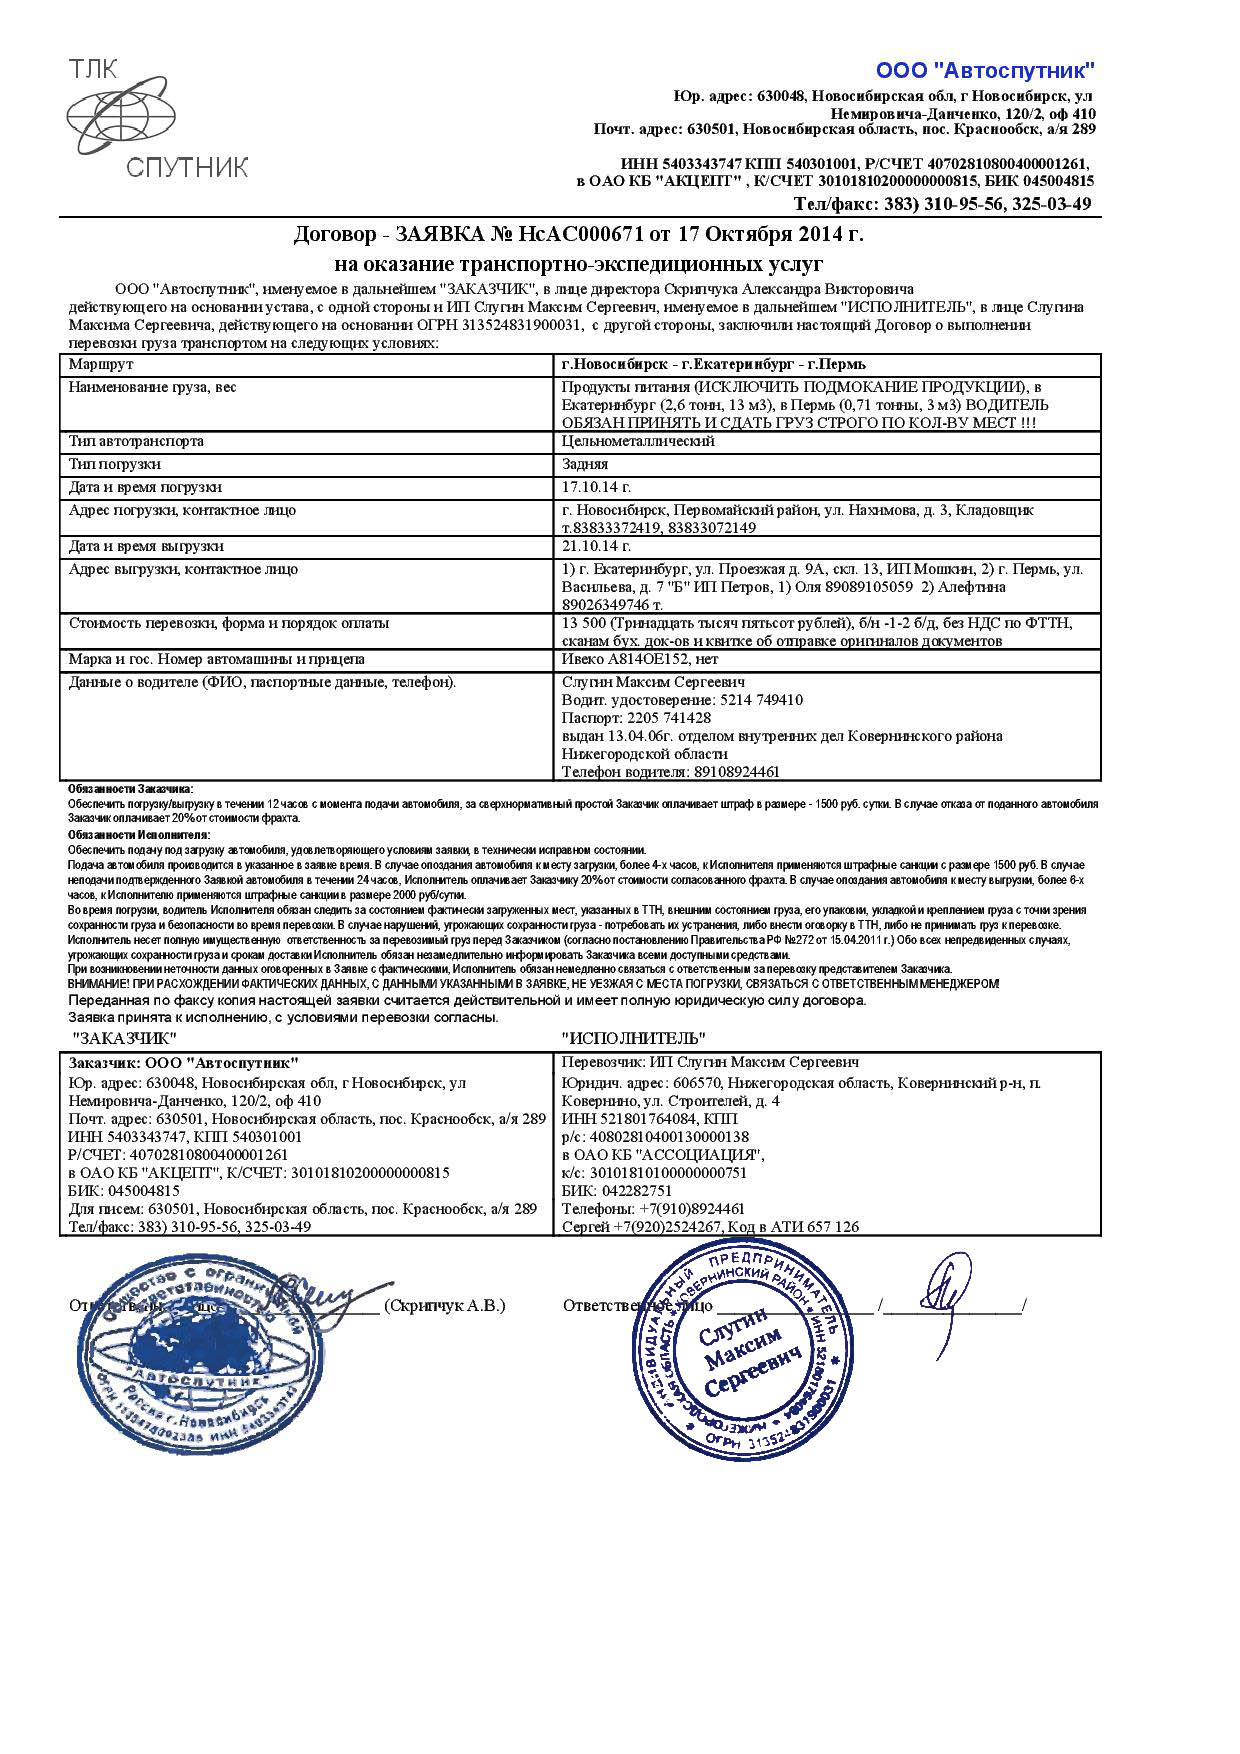 ТЛК
СПУТНИК
ООО "Автоспутник"
Юр. адрес: 630048, Новосибирская обл, г Новосибирск, ул
Немировича-Данченко, 120/2, оф 410
Почт. адрес: 630501, Новосибирская область, пос. Краснообск, а/я 289
ИНН 5403343747 КПП 540301001, Р/СЧЕТ 40702810800400001261,
в ОАО КБ "АКЦЕПТ" , К/СЧЕТ 30101810200000000815, БИК 045004815
Тел/факс: 383) 310-95-56, 325-03-49
Договор - ЗАЯВКА № НсАС000671 от 17 Октября 2014 г.
на оказание транспортно-экспедиционных услуг
ООО "Автоспутник", именуемое в дальнейшем "ЗАКАЗЧИК", в лице директора Скрипчука Александра Викторовича
действующего на основании устава, с одной стороны и ИП Слугин Максим Сергеевич, именуемое в дальнейшем "ИСПОЛНИТЕЛЬ", в лице Слугина
Максима Сергеевича, действующего на основании ОГРН 313524831900031, с другой стороны, заключили настоящий Договор о выполнении
перевозки груза транспортом на следующих условиях:
Маршрут
г.Новосибирск - г.Екатеринбург - г.Пермь
Наименование груза, вес
Продукты питания (ИСКЛЮЧИТЬ ПОДМОКАНИЕ ПРОДУКЦИИ), в
Екатеринбург (2,6 тонн, 13 м3), в Пермь (0,71 тонны, 3 м3) ВОДИТЕЛЬ
ОБЯЗАН ПРИНЯТЬ И СДАТЬ ГРУЗ СТРОГО ПО КОЛ-ВУ МЕСТ !!!
Тип автотранспорта
Цельнометаллический
Тип погрузки
Задняя
Дата и время погрузки
17.10.14 г.
Адрес погрузки, контактное лицо
г. Новосибирск, Первомайский район, ул. Нахимова, д. 3, Кладовщик
т.83833372419, 83833072149
Дата и время выгрузки
21.10.14 г.
Адрес выгрузки, контактное лицо
1) г. Екатеринбург, ул. Проезжая д. 9А, скл. 13, ИП Мошкин, 2) г. Пермь, ул.
Васильева, д. 7 "Б" ИП Петров, 1) Оля 89089105059 2) Алефтина
89026349746 т.
Стоимость перевозки, форма и порядок оплаты
13 500 (Тринадцать тысяч пятьсот рублей), б/н -1-2 б/д, без НДС по ФТТН,
сканам бух. док-ов и квитке об отправке оригиналов документов
Марка и гос. Номер автомашины и прицепа
Ивеко А814ОЕ152, нет
Данные о водителе (ФИО, паспортные данные, телефон).
Слугин Максим Сергеевич
Водит. удостоверение: 5214 749410
Паспорт: 2205 741428
выдан 13.04.06г. отделом внутренних дел Ковернинского района
Нижегородской области
Телефон водителя: 89108924461
Обязанности Заказчика:
Обеспечить погрузку/выгрузку в течении 12 часов с момента подачи автомобиля, за сверхнормативный простой Заказчик оплачивает штраф в размере - 1500 руб. сутки. В случае отказа от поданного автомобиля
Заказчик оплачивает 20% от стоимости фрахта.
Обязанности Исполнителя:
Обеспечить подачу под загрузку автомобиля, удовлетворяющего условиям заявки, в технически исправном состоянии.
Подача автомобиля производится в указанное в заявке время. В случае опоздания автомобиля к месту загрузки, более 4-х часов, к Исполнителя применяются штрафные санкции с размере 1500 руб. В случае
неподачи подтвержденного Заявкой автомобиля в течении 24 часов, Исполнитель оплачивает Заказчику 20% от стоимости согласованного фрахта. В случае опоздания автомобиля к месту выгрузки, более 6-х
часов, к Исполнителю применяются штрафные санкции в размере 2000 руб/сутки.
Во время погрузки, водитель Исполнителя обязан следить за состоянием фактически загруженных мест, указанных в ТТН, внешним состоянием груза, его упаковки, укладкой и креплением груза с точки зрения
сохранности груза и безопасности во время перевозки. В случае нарушений, угрожающих сохранности груза - потребовать их устранения, либо внести оговорку в ТТН, либо не принимать груз к перевозке.
Исполнитель несет полную имущественную ответственность за перевозимый груз перед Заказчиком (согласно постановлению Правительства РФ №272 от 15.04.2011 г.) Обо всех непредвиденных случаях,
угрожающих сохранности груза и срокам доставки Исполнитель обязан незамедлительно информировать Заказчика всеми доступными средствами.
При возникновении неточности данных оговоренных в Заявке с фактическими, Исполнитель обязан немедленно связаться с ответственным за перевозку представителем Заказчика.
ВНИМАНИЕ! ПРИ РАСХОЖДЕНИИ ФАКТИЧЕСКИХ ДАННЫХ, С ДАННЫМИ УКАЗАННЫМИ В ЗАЯВКЕ, НЕ УЕЗЖАЯ С МЕСТА ПОГРУЗКИ, СВЯЗАТЬСЯ С ОТВЕТСТВЕННЫМ МЕНЕДЖЕРОМ!
Переданная по факсу копия настоящей заявки считается действительной и имеет полную юридическую силу договора.
Заявка принята к исполнению, с условиями перевозки согласны.
"ЗАКАЗЧИК"
"ИСПОЛНИТЕЛЬ"
Заказчик: ООО "Автоспутник"
Юр. адрес: 630048, Новосибирская обл, г Новосибирск, ул
Немировича-Данченко, 120/2, оф 410
Почт. адрес: 630501, Новосибирская область, пос. Краснообск, а/я 289
ИНН 5403343747, КПП 540301001
Р/СЧЕТ: 40702810800400001261
в ОАО КБ "АКЦЕПТ", К/СЧЕТ: 30101810200000000815
БИК: 045004815
Для писем: 630501, Новосибирская область, пос. Краснообск, а/я 289
Тел/факс: 383) 310-95-56, 325-03-49
Перевозчик: ИП Слугин Максим Сергеевич
Юридич. адрес: 606570, Нижегородская область, Ковернинский р-н, п.
Ковернино, ул. Строителей, д. 4
ИНН 521801764084, КПП
р/с: 40802810400130000138
в ОАО КБ "АССОЦИАЦИЯ",
к/с: 30101810100000000751
БИК: 042282751
Телефоны: +7(910)8924461
Сергей +7(920)2524267, Код в АТИ 657 126
(Скрипчук А.В.)
Ответственное лицо ____________________ /__________________/
Общество с ограниченной
ответственностью
"АВТОСПУТНИК"
Россия г.Новосибирск
ИНН 5403343747
ИНДИВИДУАЛЬНЫЙ ПРЕДПРИНИМАТЕЛЬ
НИЖЕГОРОДСКАЯ ОБЛАСТЬ * КОВЕРНИНСКИЙ РАЙОН * ИНН 521801764084
ОГРН 313524831900031
Слугин
Максим
Сергеевич